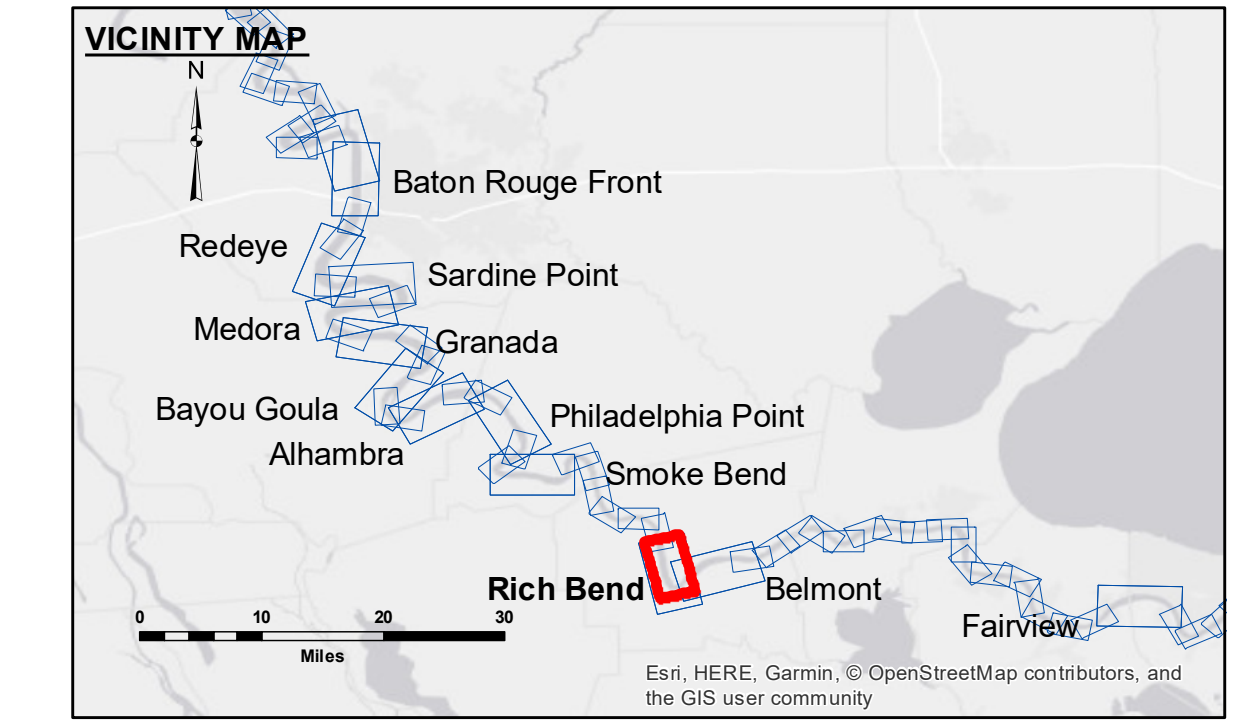 VICINITY MAP
N
Baton Rouge Front
Redeye
Sardine Point
Medora
Granada
Bayou Goula
Philadelphia Point
Alhambra
Smoke Bend
Rich Bend
Belmont
Fairview
0 10 20 30
Miles
Esri, HERE, Garmin, © OpenStreetMap contributors, and
the GIS user community